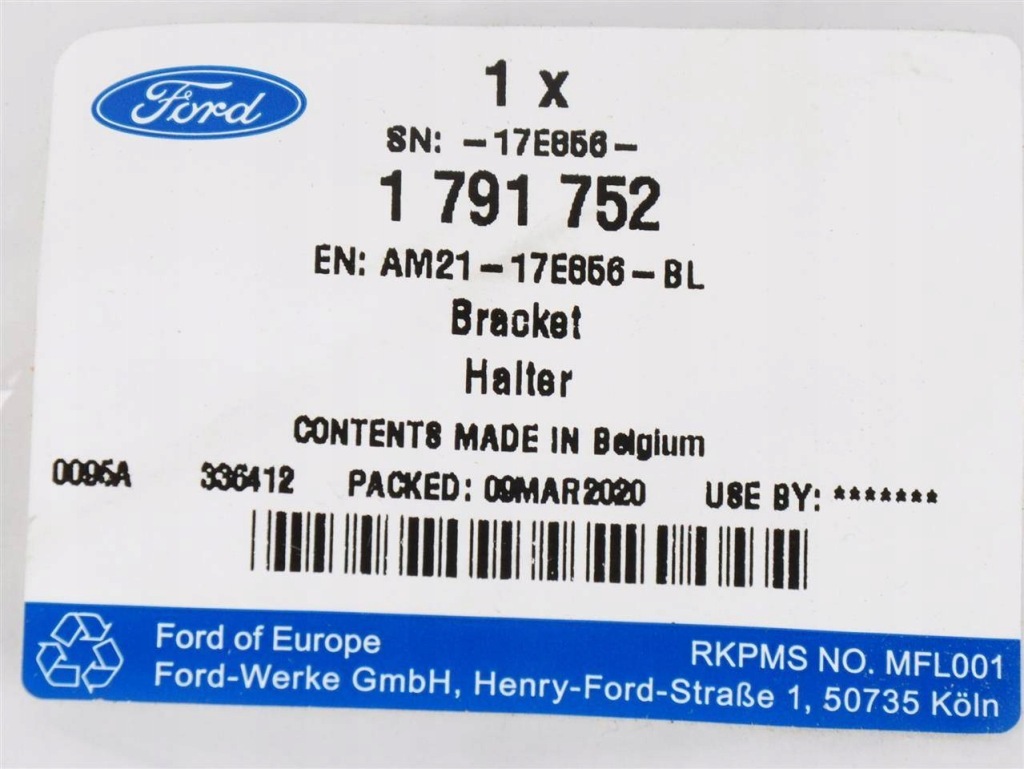 Ford
1 x
SN: -17E856-
1 791 752
EN: AM21-17E856-BL
Bracket
Halter
CONTENTS MADE IN Belgium
0095A 336412 PACKED: 09MAR2020 USE BY: *******
Ford of Europe
RKPMS NO. MFL001
Ford-Werke GmbH, Henry-Ford-Straße 1, 50735 Köln